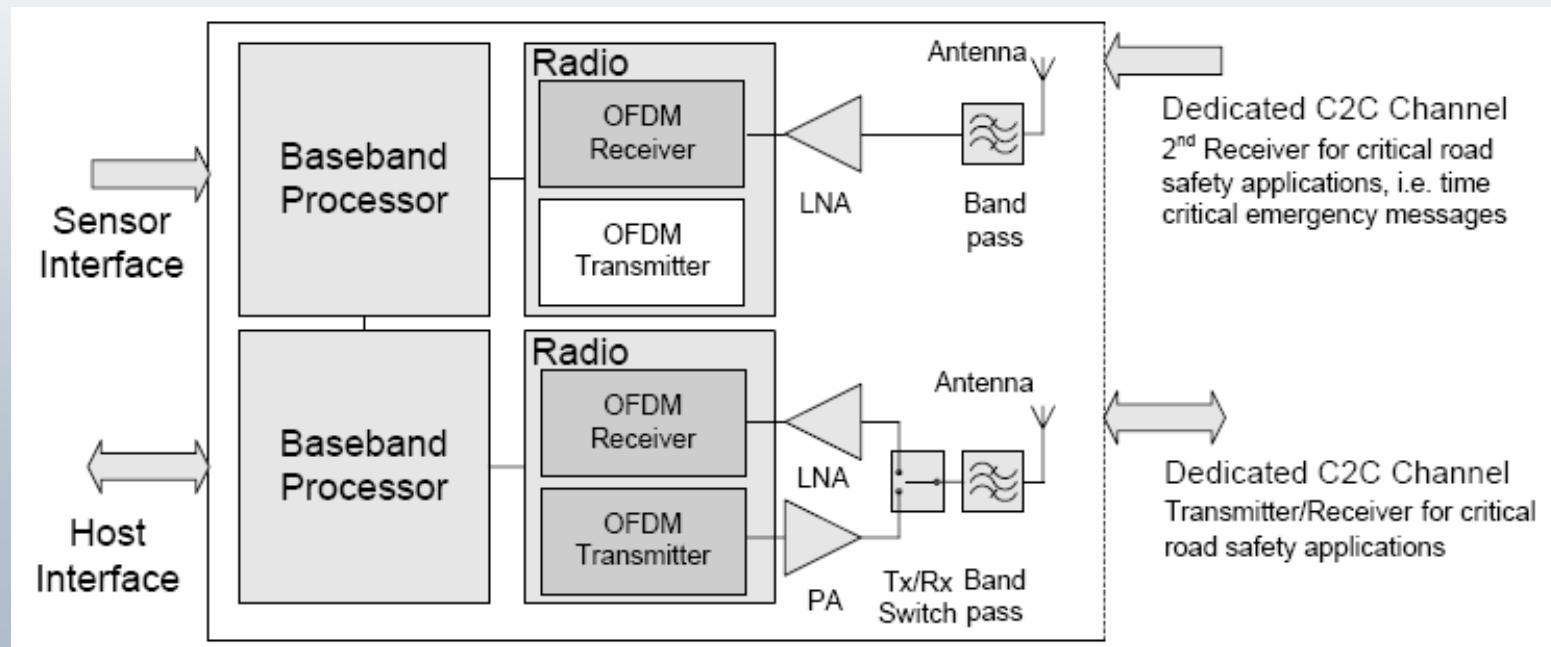 Radio
Antenna
OFDM
Receiver
Baseband
Processor
LNA
Band
pass
OFDM
Transmitter
Sensor
Interface
Dedicated C2C Channel
2nd Receiver for critical road
safety applications, i.e. time
critical emergency messages
Radio
Antenna
OFDM
Receiver
Baseband
Processor
LNA
OFDM
Transmitter
PA
Tx/Rx
Switch
Band
pass
Host
Interface
Dedicated C2C Channel
Transmitter/Receiver for critical
road safety applications